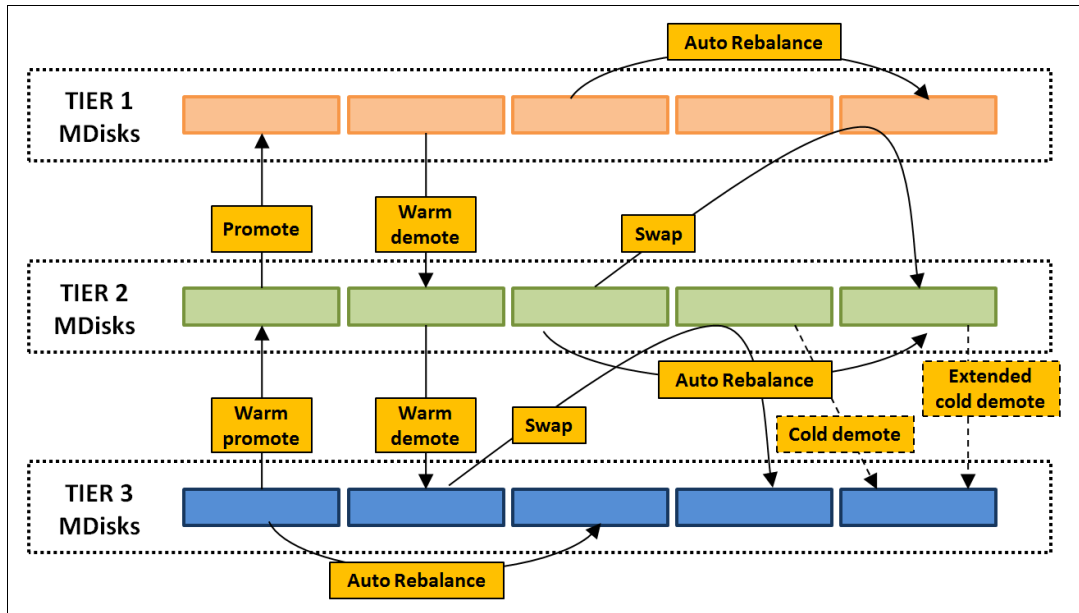 Auto Rebalance
TIER 1
MDisks
Promote
Warm
demote
Swap
TIER 2
MDisks
Auto Rebalance
Extended
cold demote
Warm
promote
Warm
demote
Swap
Cold demote
TIER 3
MDisks
Auto Rebalance